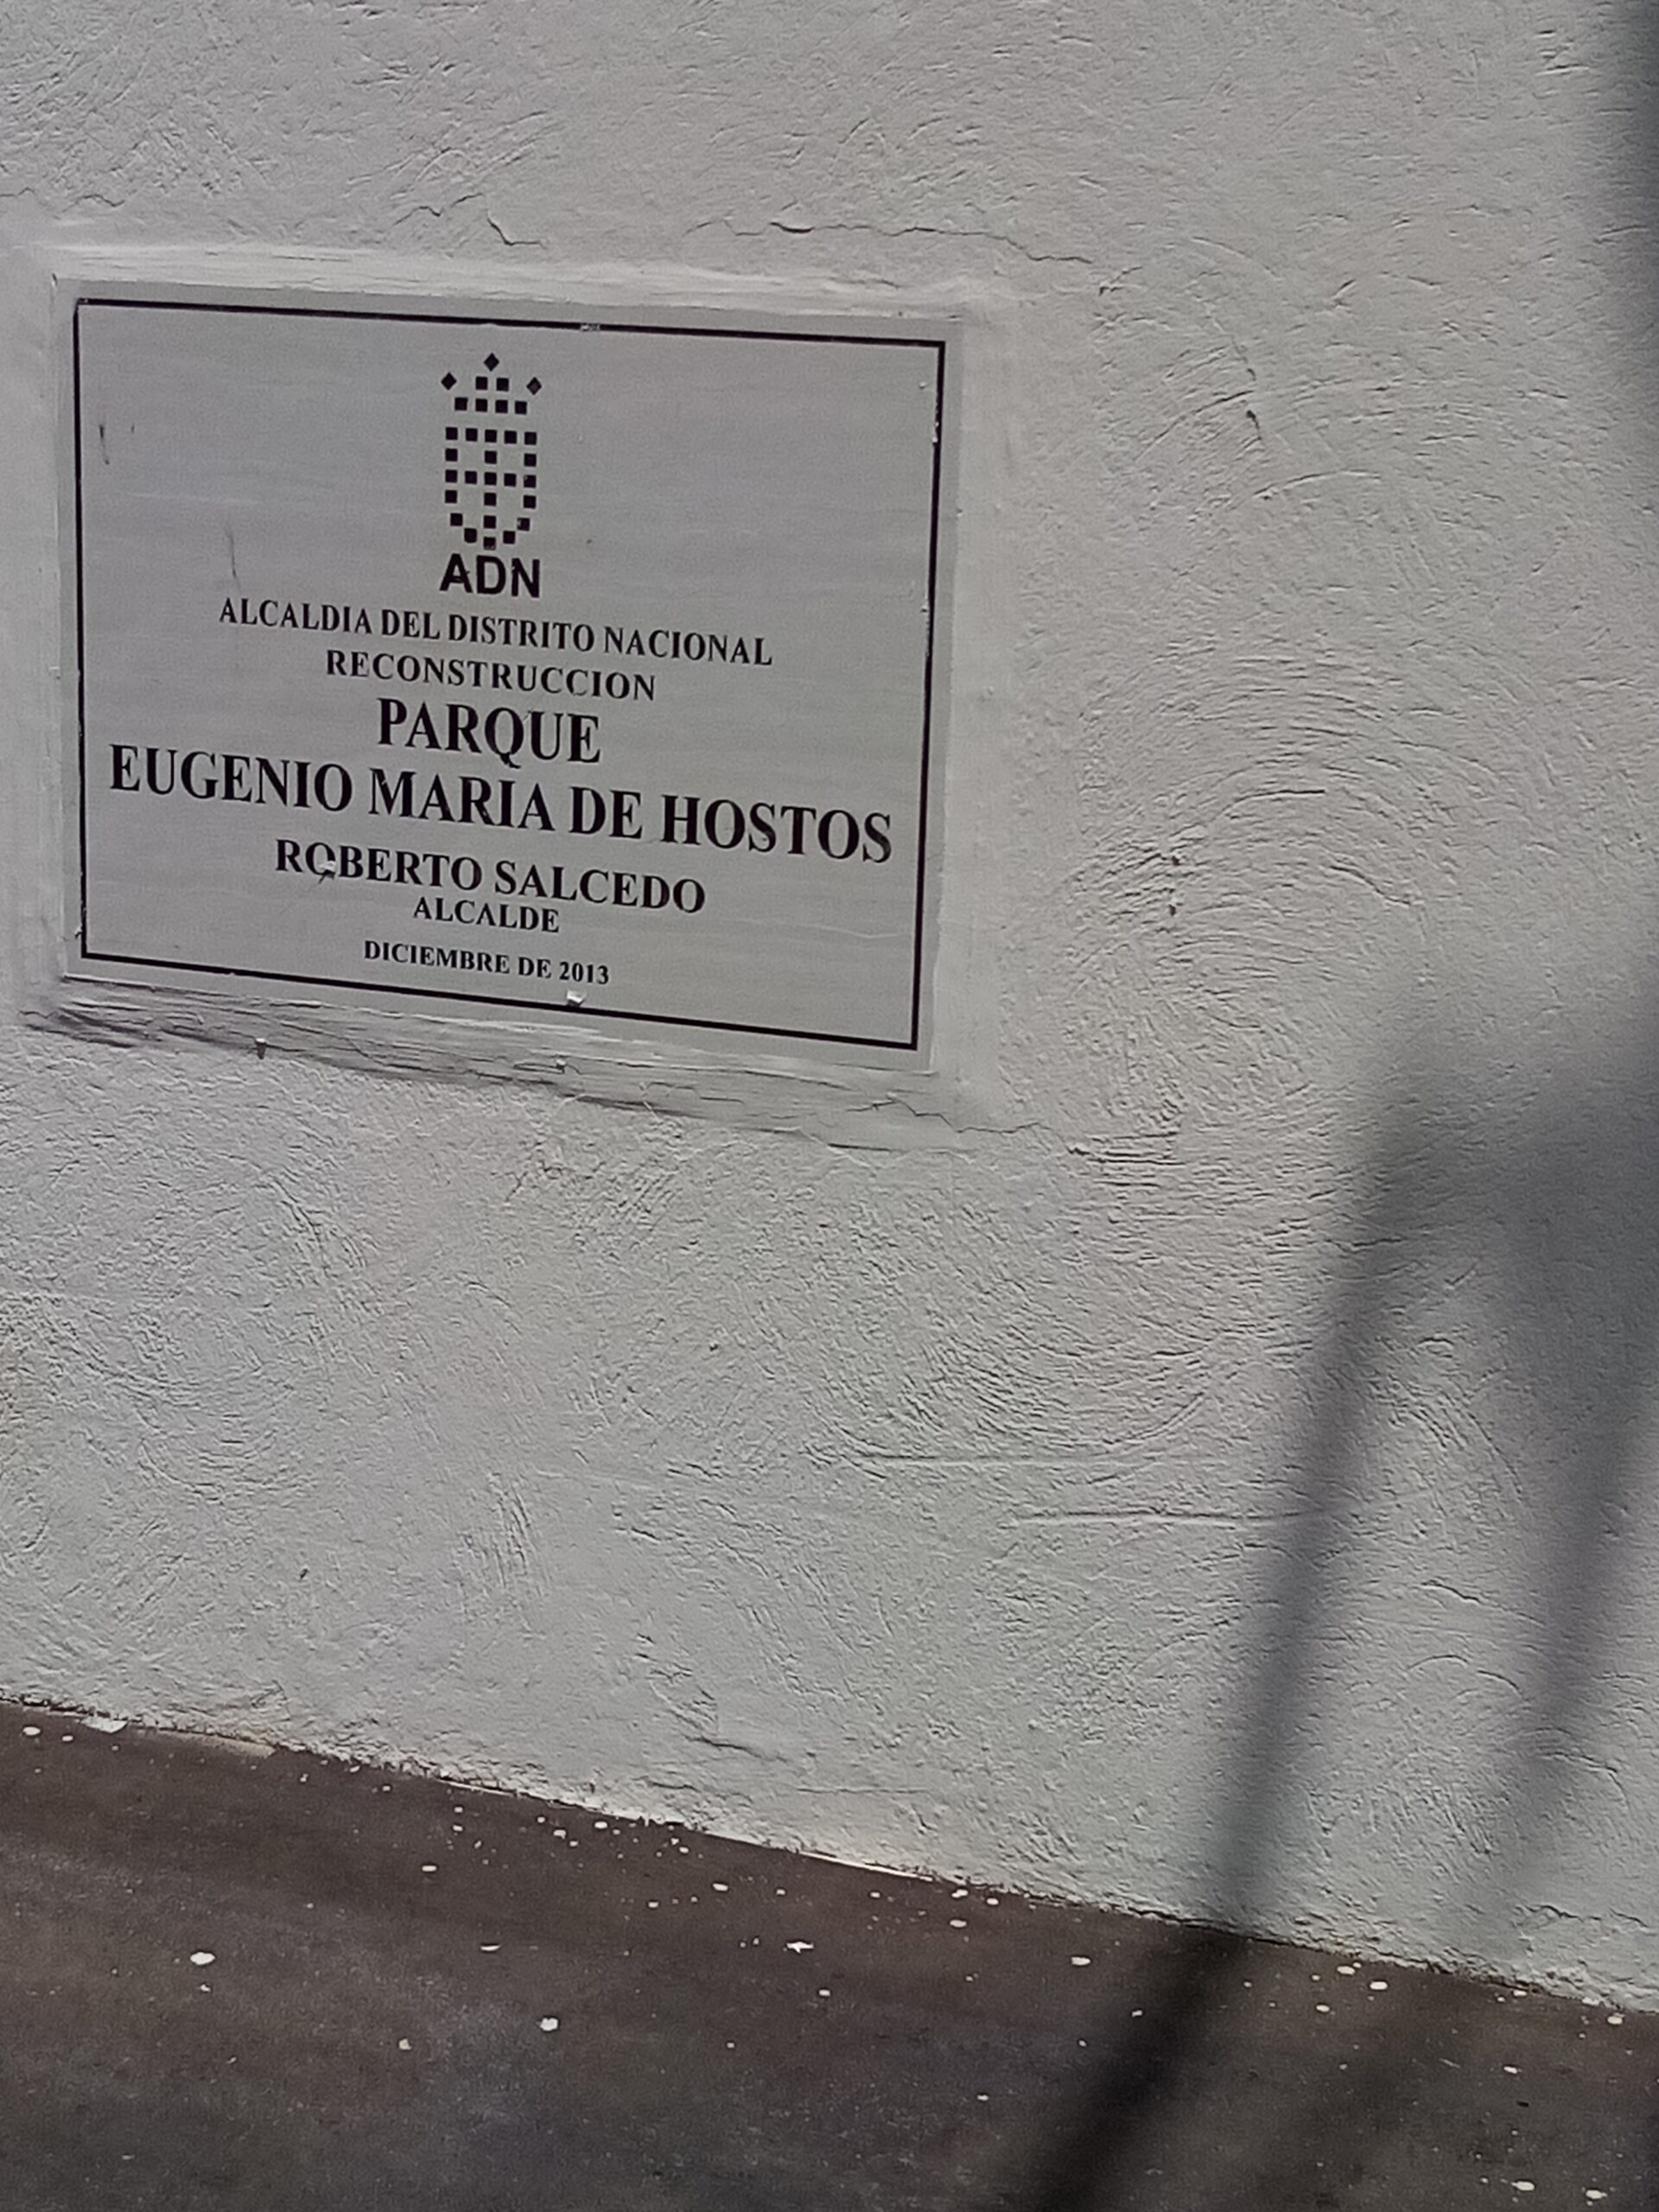 ADN
ALCALDIA DEL DISTRITO NACIONAL
RECONSTRUCCION
PARQUE
EUGENIO MARIA DE HOSTOS
ROBERTO SALCEDO
ALCALDE
DICIEMBRE DE 2013